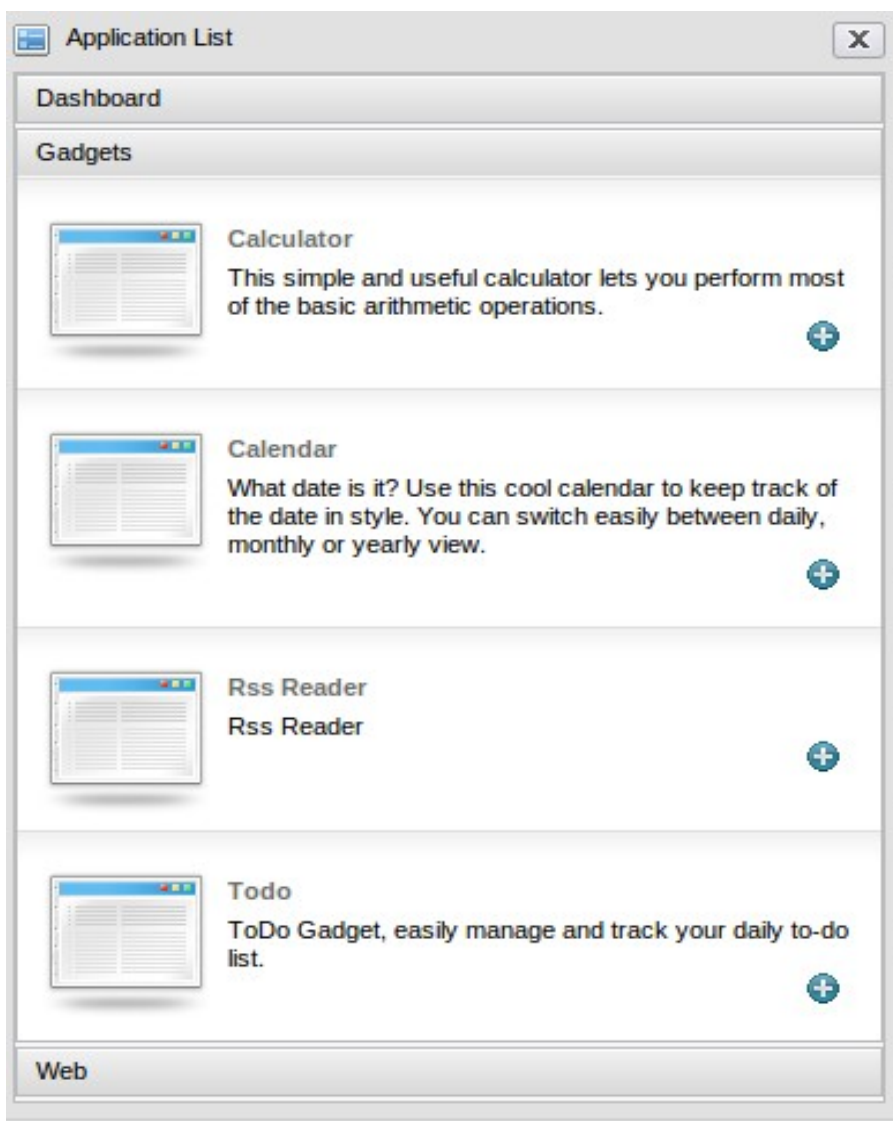 Application List
Dashboard
Gadgets
Calculator
This simple and useful calculator lets you perform most
of the basic arithmetic operations.
Calendar
What date is it? Use this cool calendar to keep track of
the date in style. You can switch easily between daily,
monthly or yearly view.
Rss Reader
Rss Reader
Todo
ToDo Gadget, easily manage and track your daily to-do
list.
Web